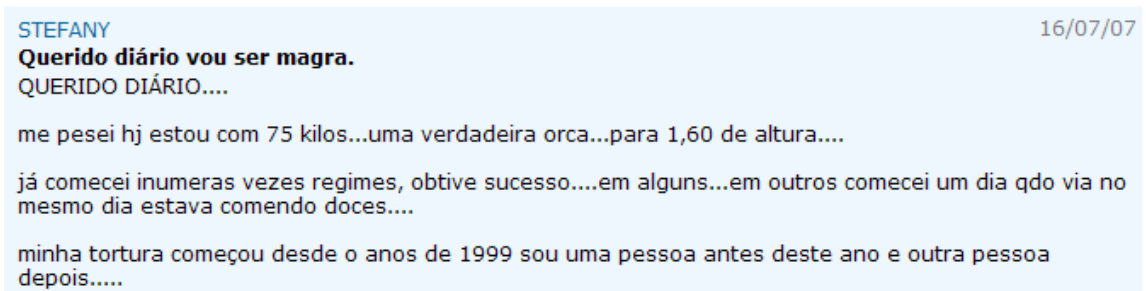 STEFANY 16/07/07
Querido diário vou ser magra.
QUERIDO DIÁRIO....
me pesei hj estou com 75 kilos...uma verdadeira orca...para 1,60 de altura....
já comecei inumeras vezes regimes, obtive sucesso....em alguns...em outros comecei um dia qdo via no
mesmo dia estava comendo doces....
minha tortura começou desde o anos de 1999 sou uma pessoa antes deste ano e outra pessoa
depois.....